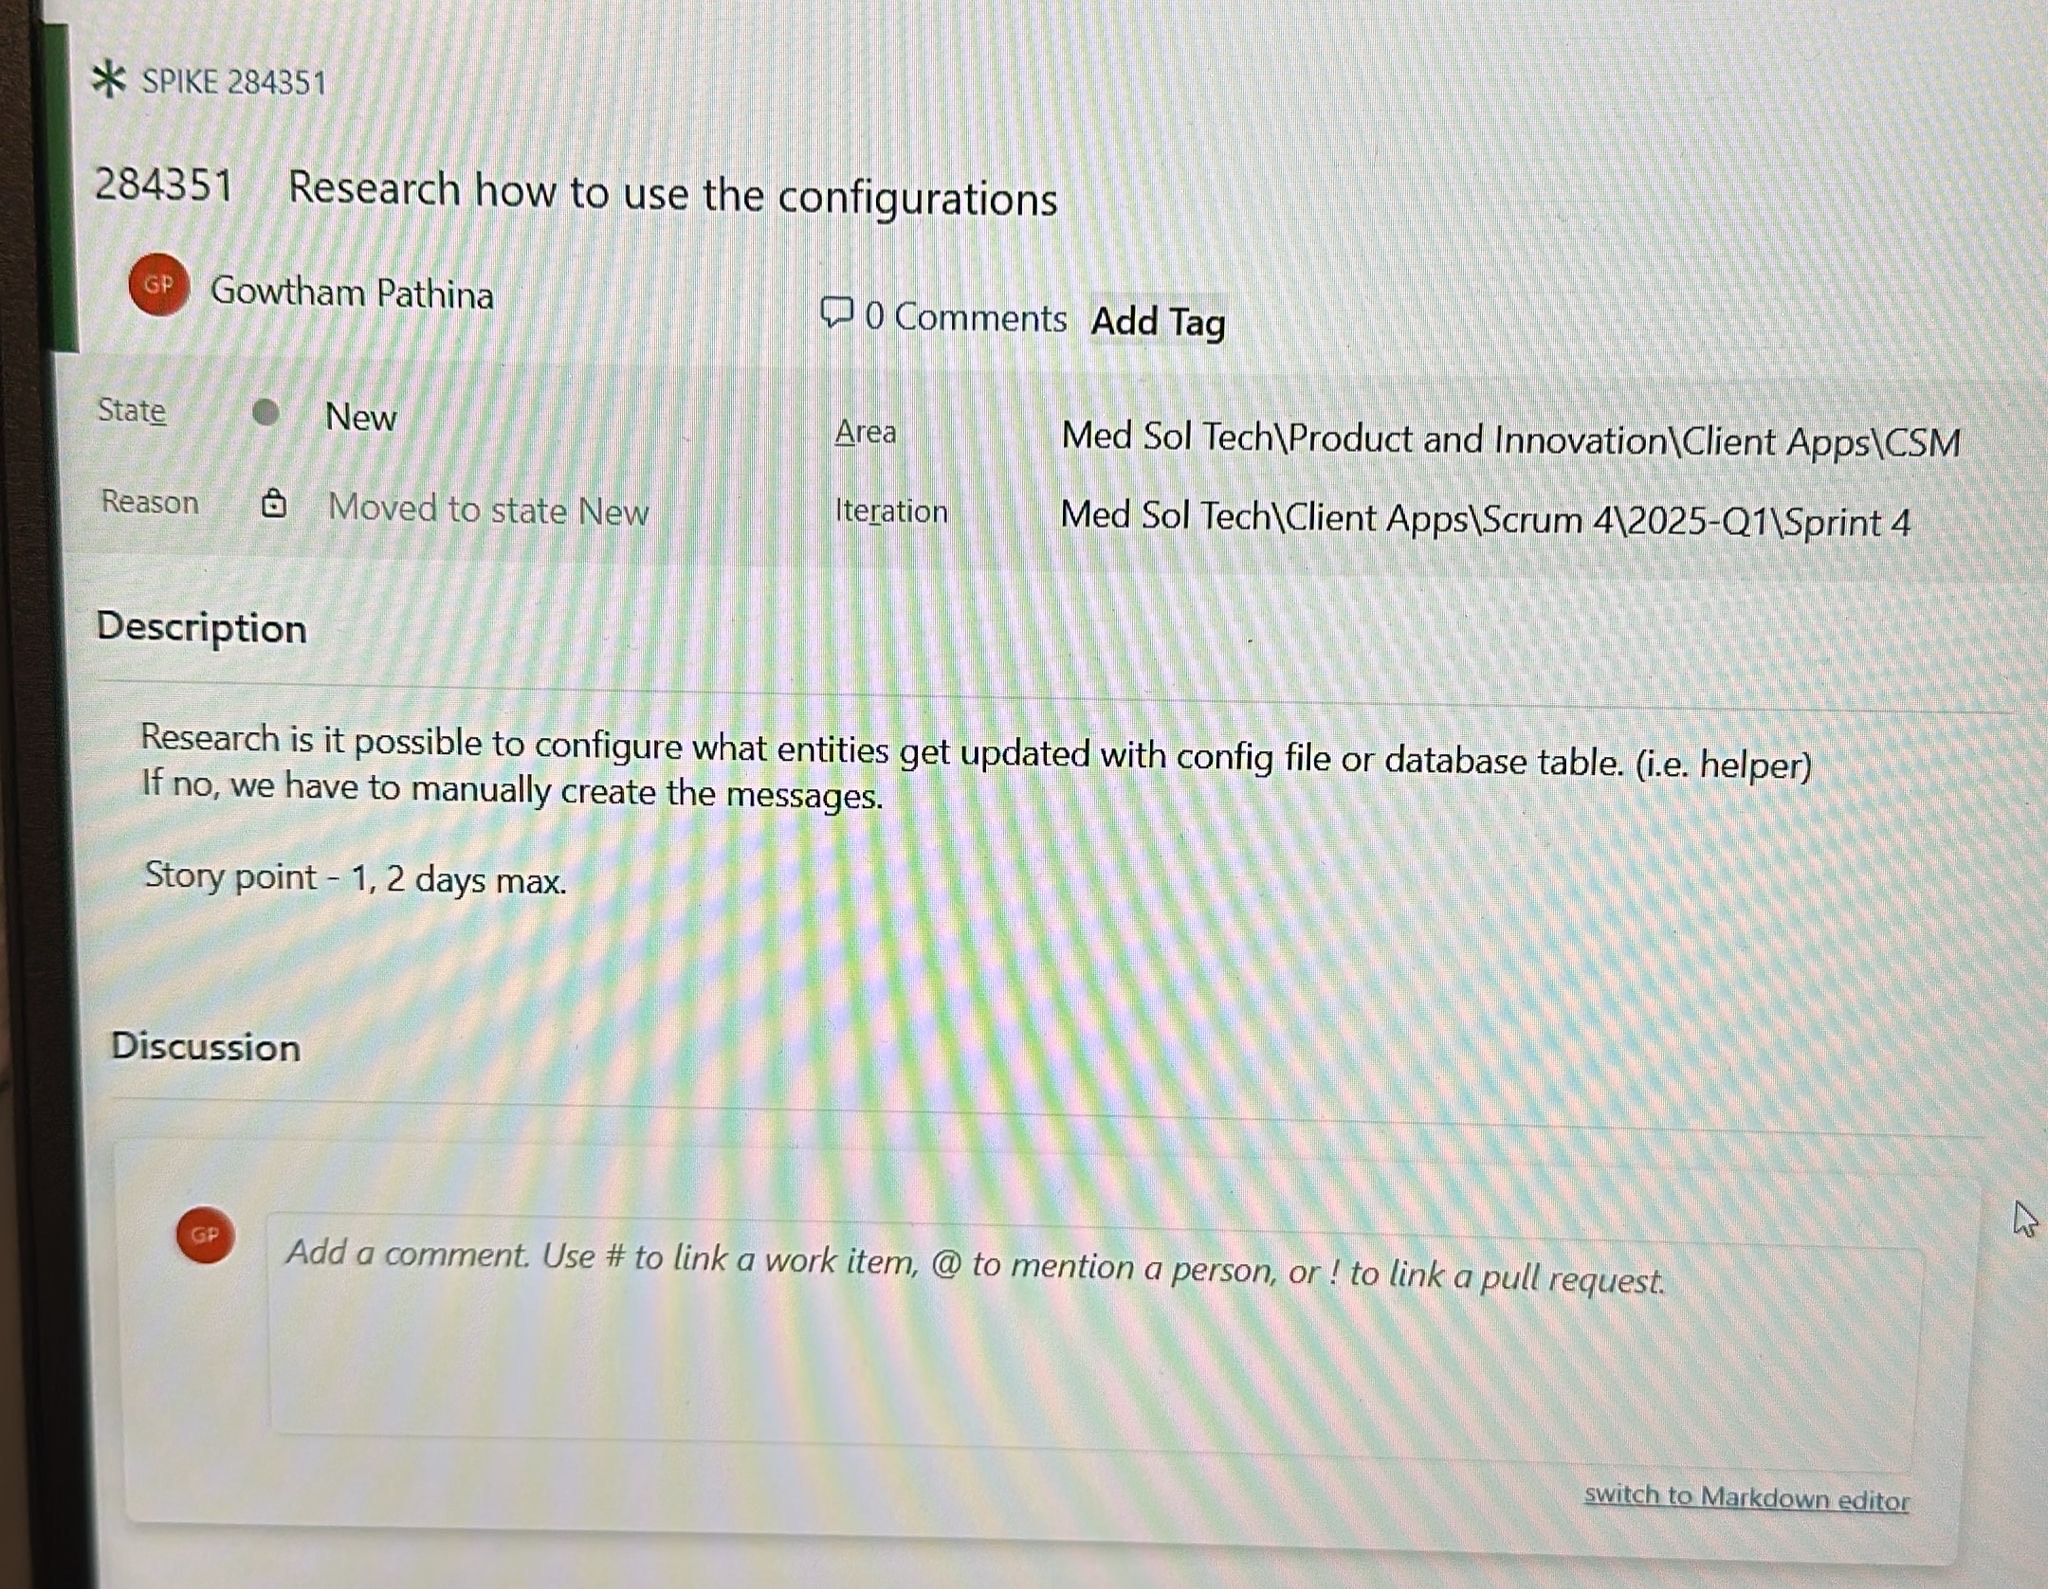 SPIKE 284351
284351 Research how to use the configurations
GP Gowtham Pathina
0 Comments Add Tag
State New
Area Med Sol Tech\Product and Innovation\Client Apps\CSM
Reason Moved to state New
Iteration Med Sol Tech\Client Apps\Scrum 4\2025-Q1\Sprint 4
Description
Research is it possible to configure what entities get updated with config file or database table. (i.e. helper)
If no, we have to manually create the messages.
Story point - 1, 2 days max.
Discussion
GP
Add a comment. Use # to link a work item, @ to mention a person, or ! to link a pull request.
switch to Markdown editor